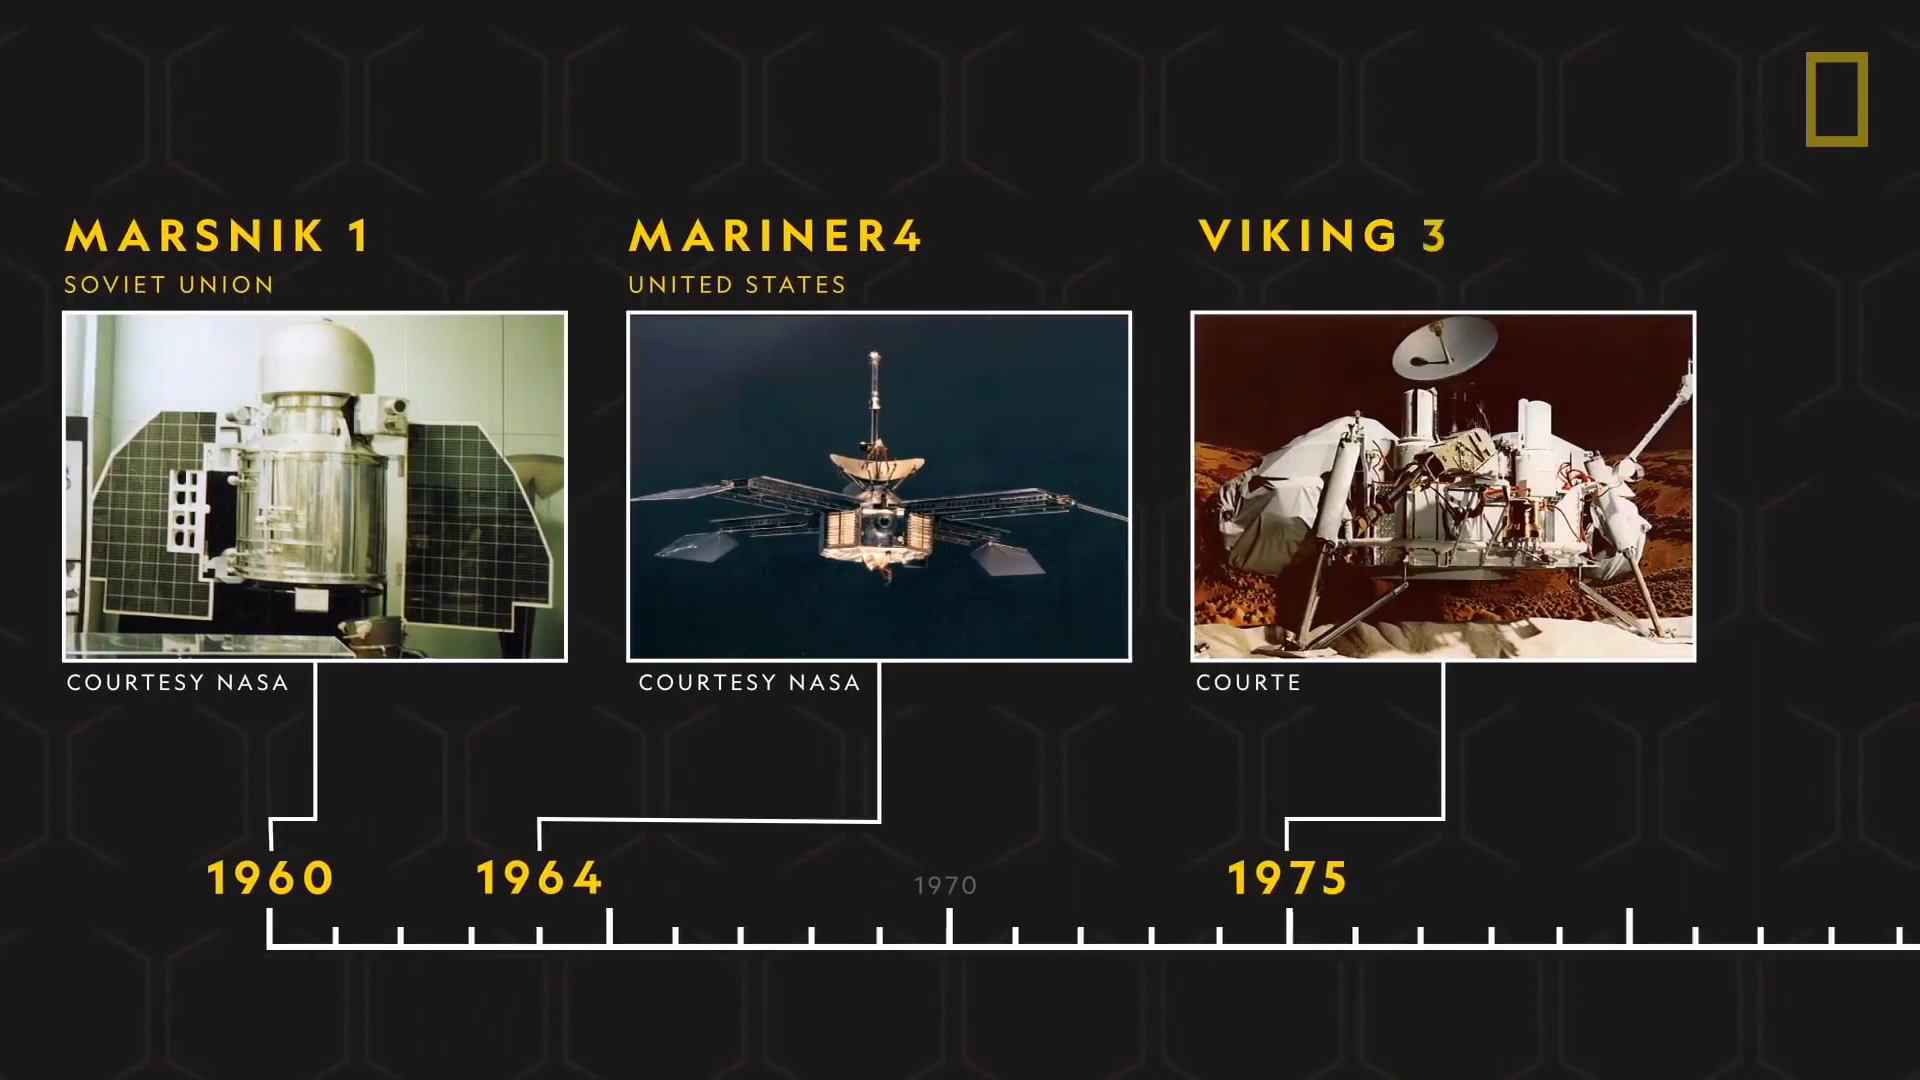 MARSNIK 1
SOVIET UNION
MARINER4
UNITED STATES
VIKING 3
COURTESY NASA
COURTESY NASA
COURTE
1960
1964
1970
1975